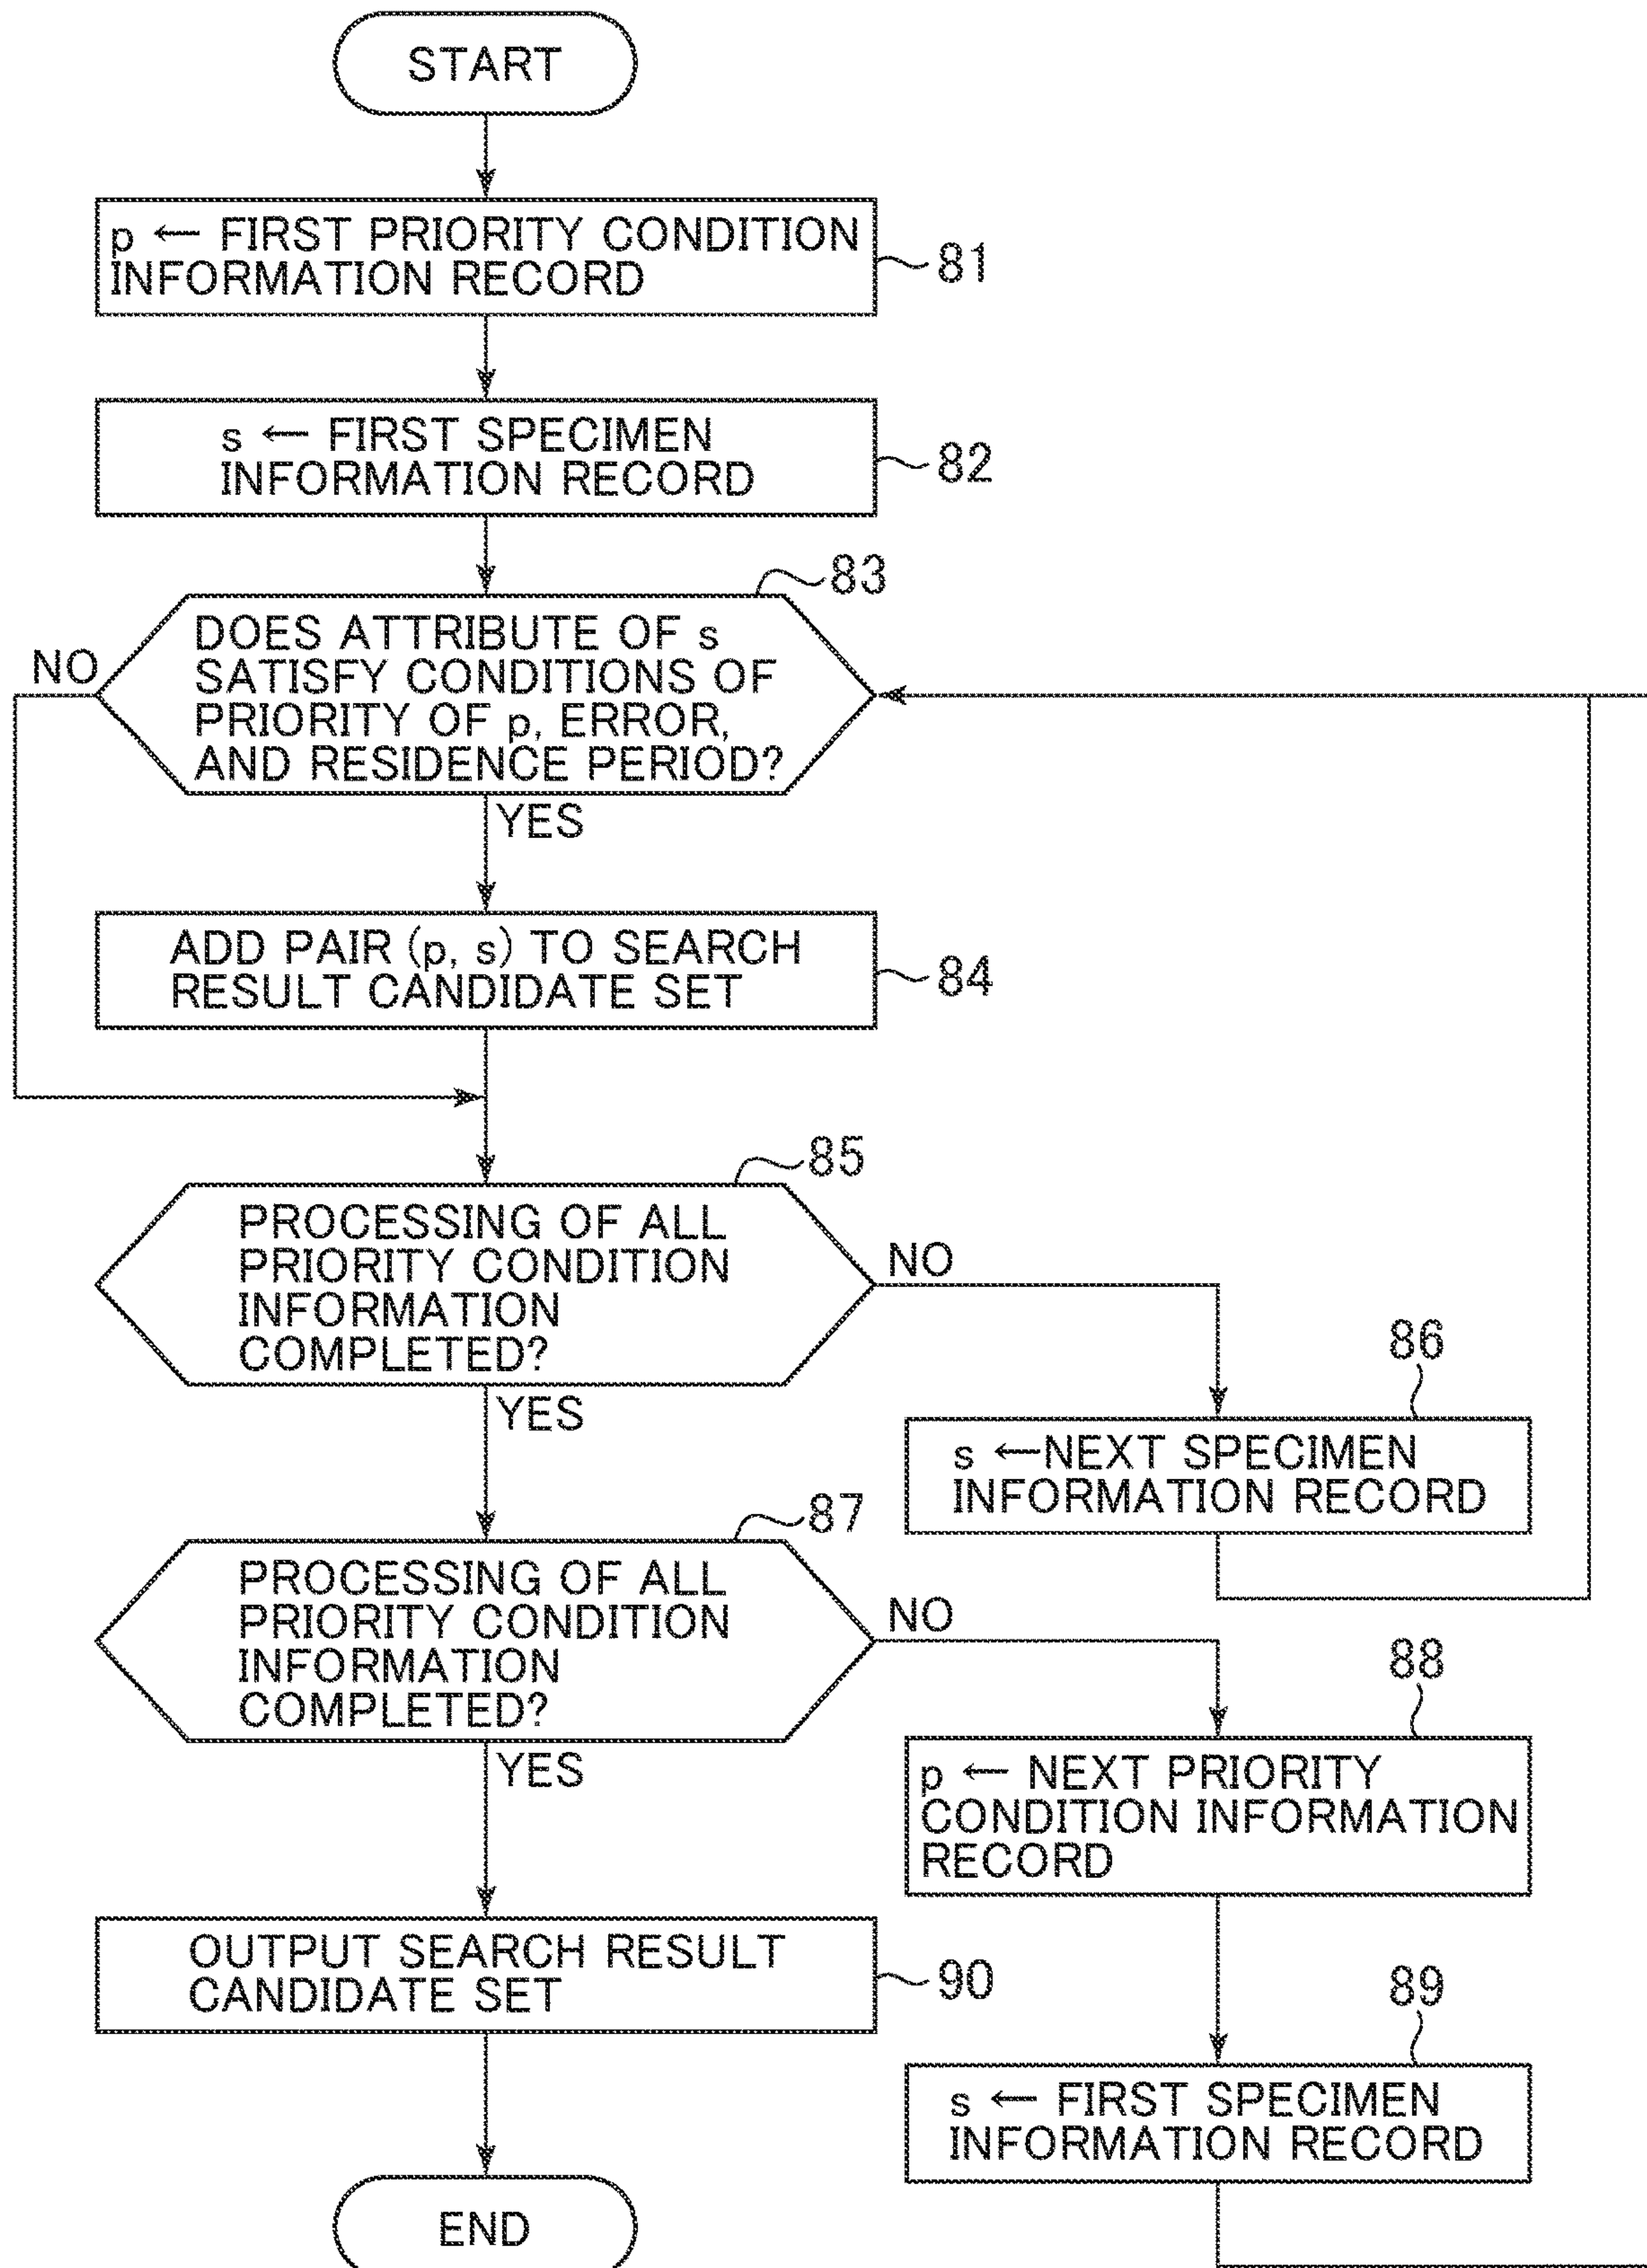 START
p ← FIRST PRIORITY CONDITION
INFORMATION RECORD
81
s ← FIRST SPECIMEN
INFORMATION RECORD
82
83
DOES ATTRIBUTE OF s
SATISFY CONDITIONS OF
PRIORITY OF p, ERROR,
AND RESIDENCE PERIOD?
NO
YES
ADD PAIR (p, s) TO SEARCH
RESULT CANDIDATE SET
84
85
PROCESSING OF ALL
PRIORITY CONDITION
INFORMATION
COMPLETED?
NO
YES
86
s ←NEXT SPECIMEN
INFORMATION RECORD
87
PROCESSING OF ALL
PRIORITY CONDITION
INFORMATION
COMPLETED?
NO
YES
88
p ← NEXT PRIORITY
CONDITION INFORMATION
RECORD
OUTPUT SEARCH RESULT
CANDIDATE SET
90
89
s ← FIRST SPECIMEN
INFORMATION RECORD
END